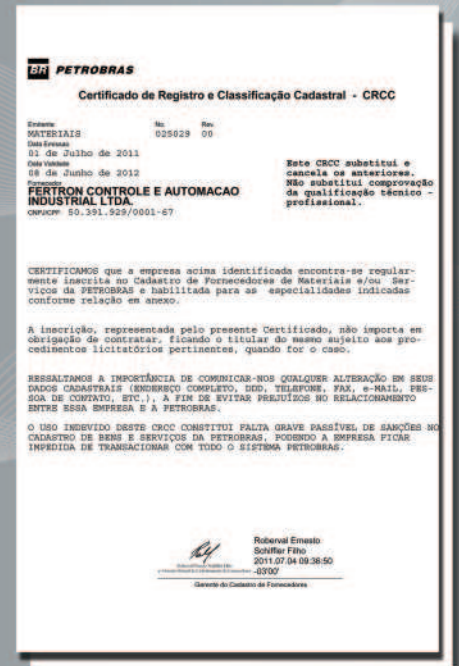 BR PETROBRAS
Certificado de Registro e Classificação Cadastral - CRCC
Emitente No. Rev.
MATERIAIS 025029 00
Data Emissao
01 de Julho de 2011
Data Validade
08 de Junho de 2012
Fornecedor
FERTRON CONTROLE E AUTOMACAO
INDUSTRIAL LTDA.
CNPJ/CPF 50.391.929/0001-67
Este CRCC substitui e
cancela os anteriores.
Não substitui comprovação
da qualificação técnico -
profissional.
CERTIFICAMOS que a empresa acima identificada encontra-se regular-
mente inscrita no Cadastro de Fornecedores de Materiais e/ou Ser-
viços da PETROBRAS e habilitada para as especialidades indicadas
conforme relação em anexo.
A inscrição, representada pelo presente Certificado, não importa em
obrigação de contratar, ficando o titular do mesmo sujeito aos pro-
cedimentos licitatórios pertinentes, quando for o caso.
RESSALTAMOS A IMPORTÂNCIA DE COMUNICAR-NOS QUALQUER ALTERAÇÃO EM SEUS
DADOS CADASTRAIS (ENDEREÇO COMPLETO, DDD, TELEFONE, FAX, e-MAIL, PES-
SOA DE CONTATO, ETC.), A FIM DE EVITAR PREJUÍZOS NO RELACIONAMENTO
ENTRE ESSA EMPRESA E A PETROBRAS.
O USO INDEVIDO DESTE CRCC CONSTITUI FALTA GRAVE PASSÍVEL DE SANÇÕES NO
CADASTRO DE BENS E SERVIÇOS DA PETROBRAS, PODENDO A EMPRESA FICAR
IMPEDIDA DE TRANSACIONAR COM TODO O SISTEMA PETROBRAS.
Roberval Ernesto
Schiffler Filho
2011.07.04 09:36:50
-03'00'
Gerente do Cadastro de Fornecedores